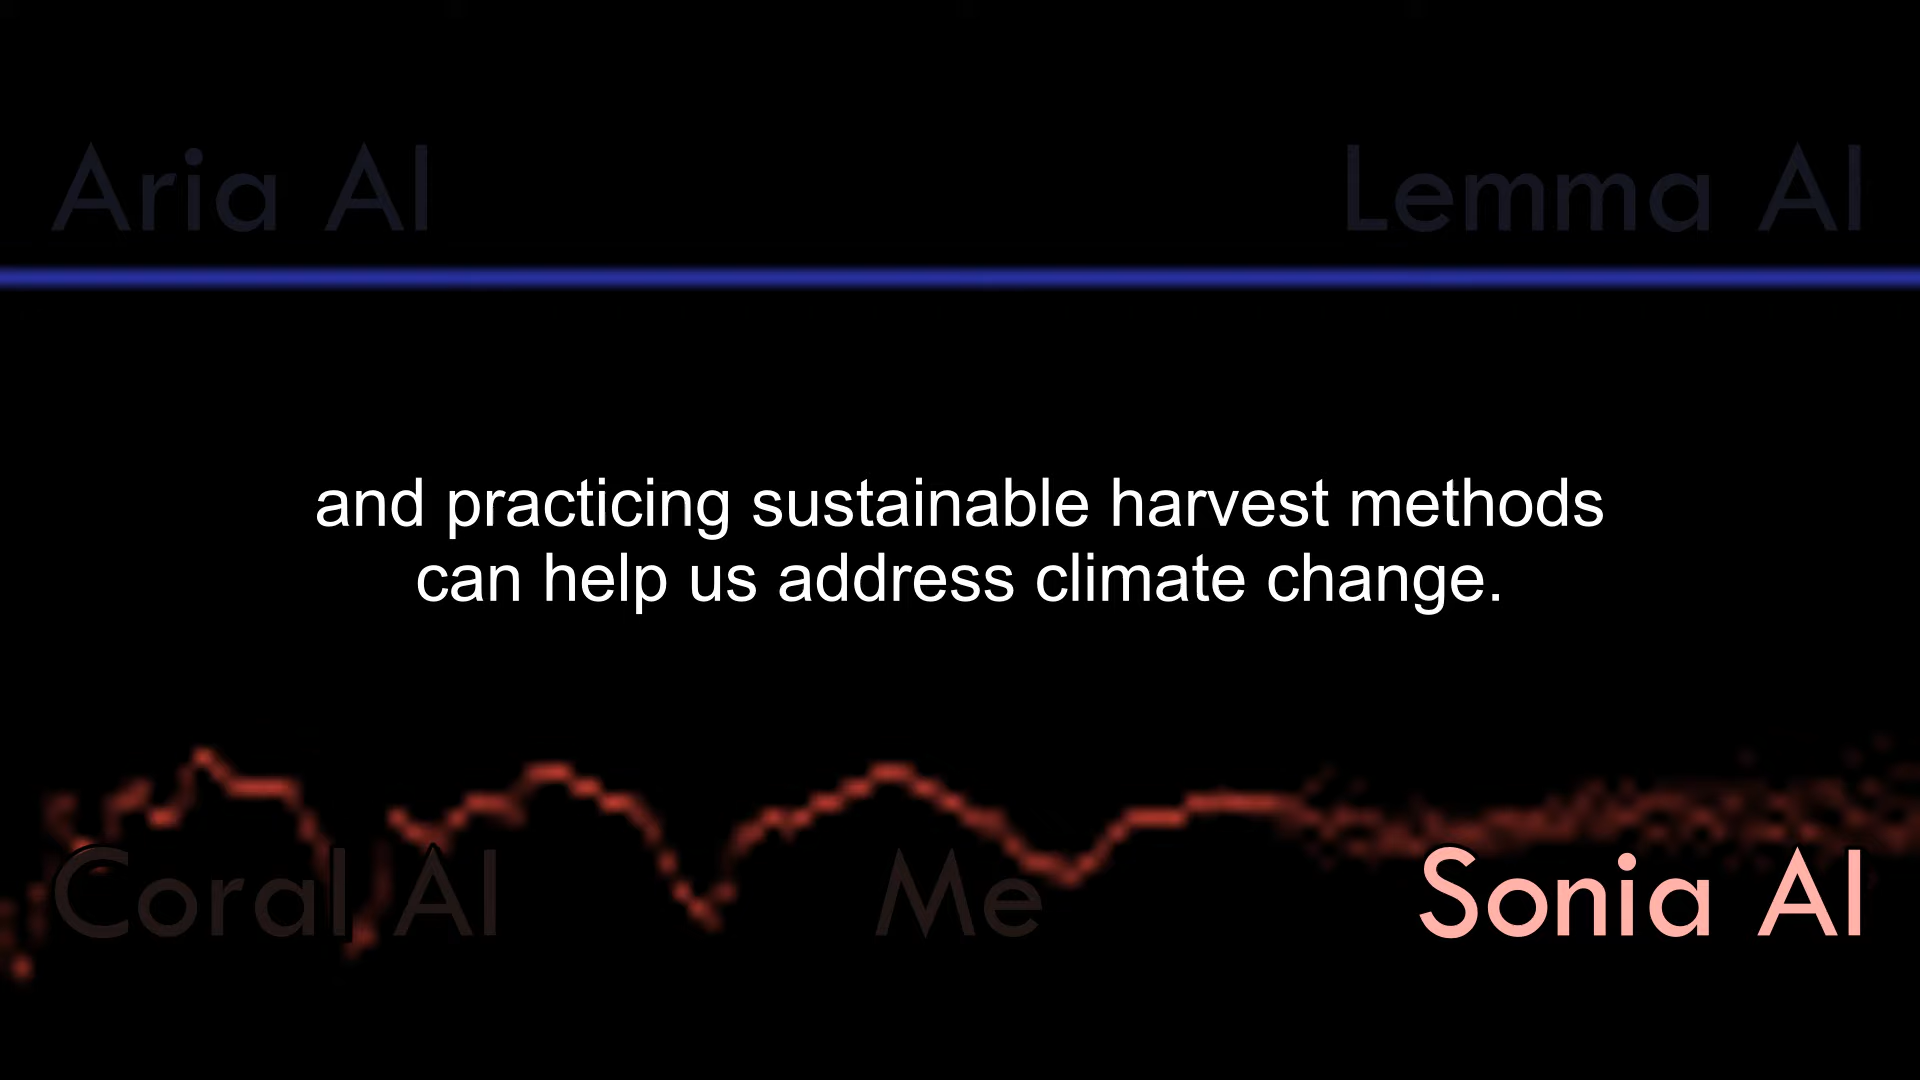 Aria AI
Lemma AI
and practicing sustainable harvest methods
can help us address climate change.
Coral AI
Me
Sonia AI